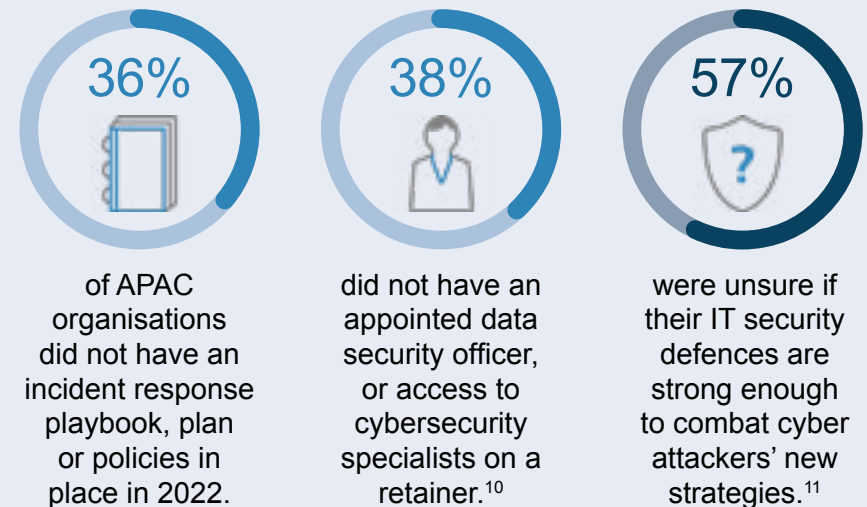 36%
of APAC
organisations
did not have an
incident response
playbook, plan
or policies in
place in 2022.
38%
did not have an
appointed data
security officer,
or access to
cybersecurity
specialists on a
retainer.10
57%
?
were unsure if
their IT security
defences are
strong enough
to combat cyber
attackers’ new
strategies.11